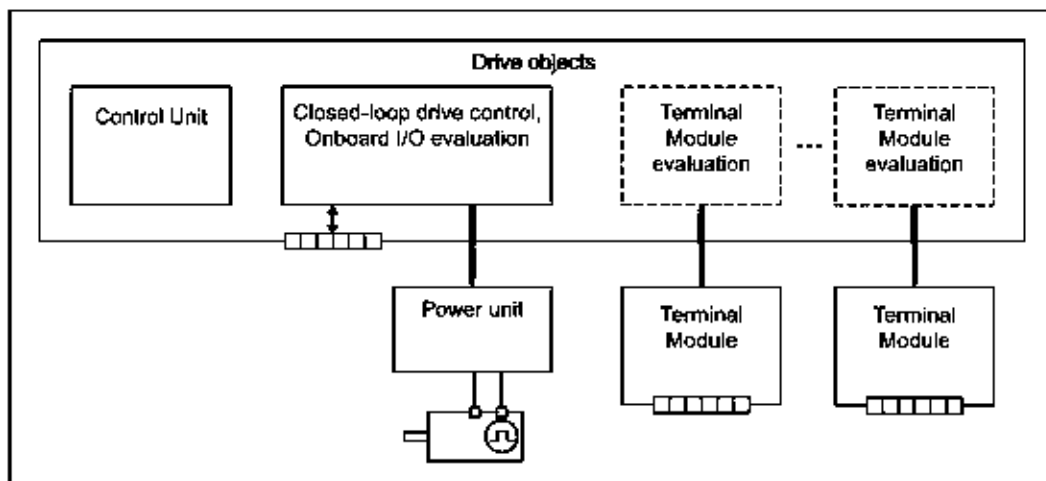 Drive objects
Control Unit
Closed-loop drive control,
Onboard I/O evaluation
Terminal
Module
evaluation
Terminal
Module
evaluation
Power unit
Terminal
Module
Terminal
Module